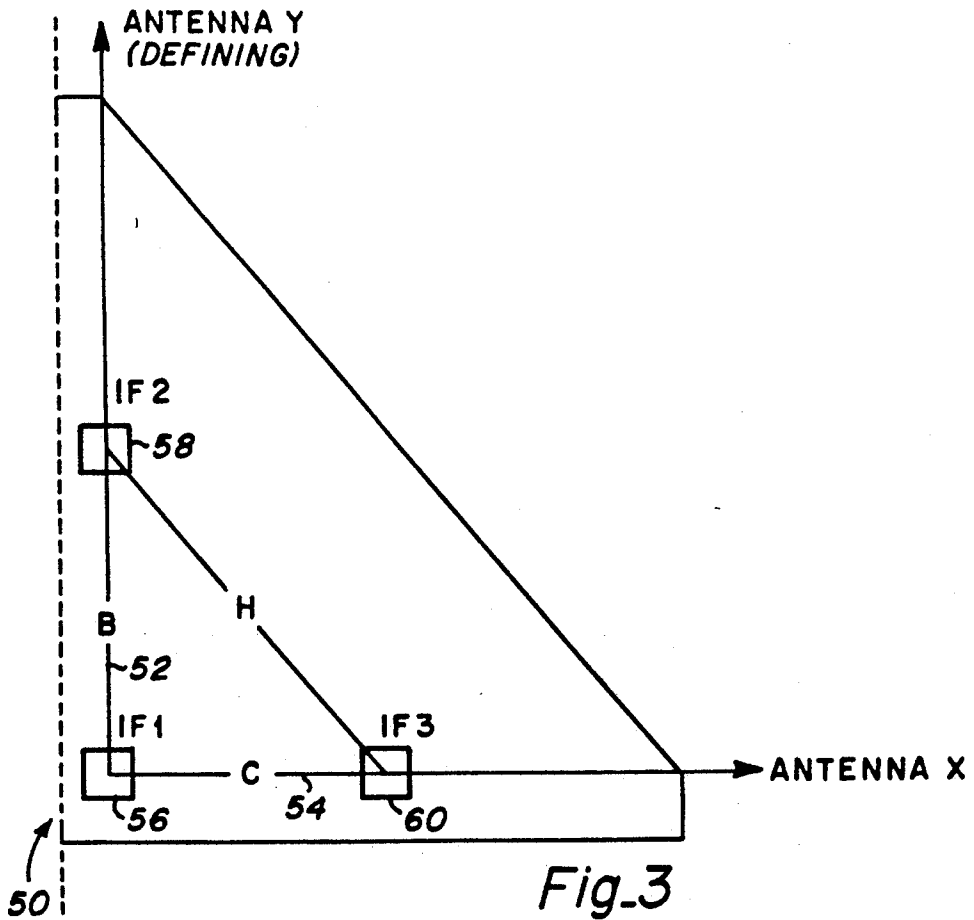 ANTENNA Y
(DEFINING)
IF2
58
H
B
52
IF1
IF3
C
54
ANTENNA X
56
60
50
Fig_3